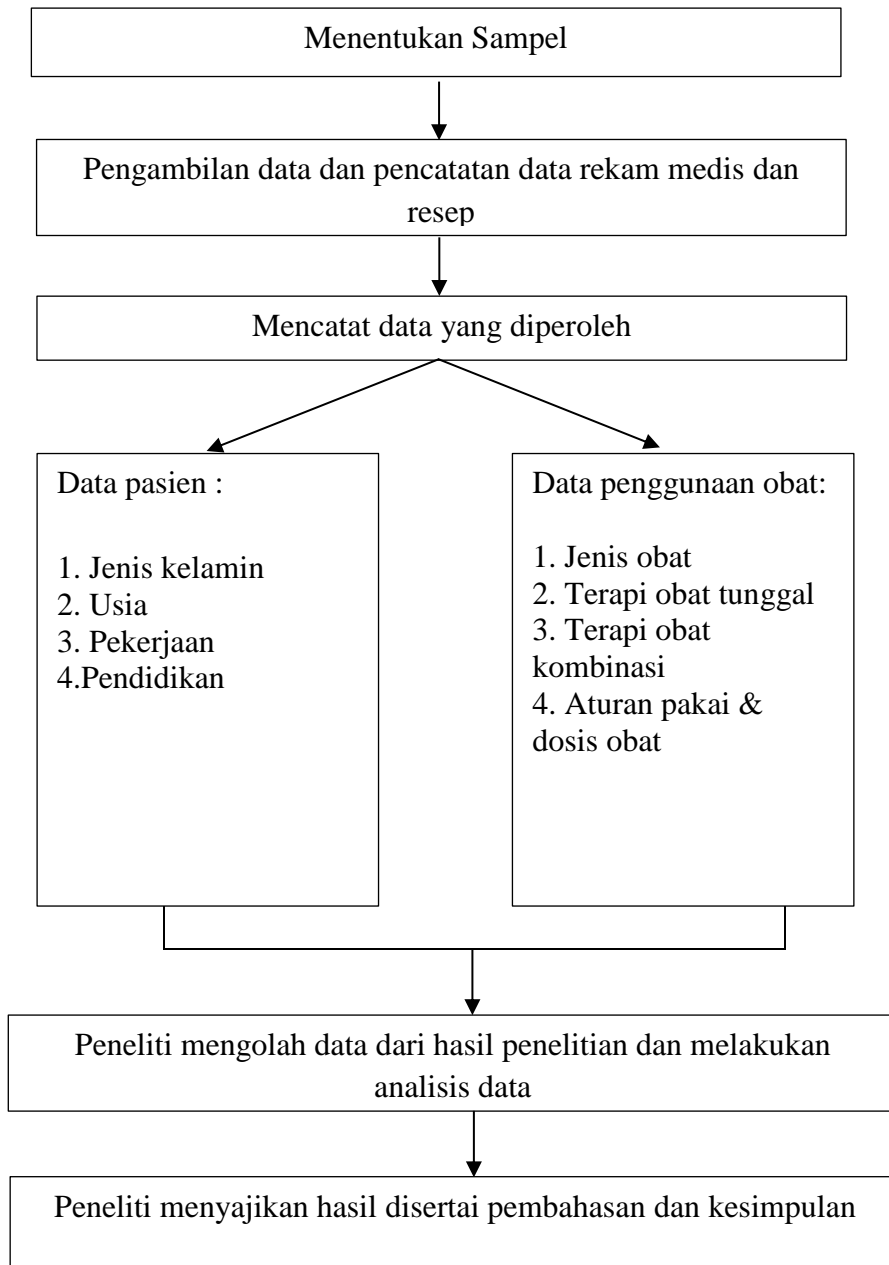 Menentukan Sampel
Pengambilan data dan pencatatan data rekam medis dan
resep
Mencatat data yang diperoleh
Data pasien :
1. Jenis kelamin
2. Usia
3. Pekerjaan
4.Pendidikan
Data penggunaan obat:
1. Jenis obat
2. Terapi obat tunggal
3. Terapi obat
kombinasi
4. Aturan pakai &
dosis obat
Peneliti mengolah data dari hasil penelitian dan melakukan
analisis data
Peneliti menyajikan hasil disertai pembahasan dan kesimpulan